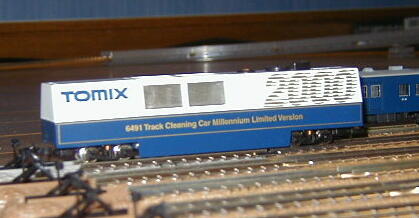 TOMIX
2000
6491 Track Cleaning Car Millennium Limited Version